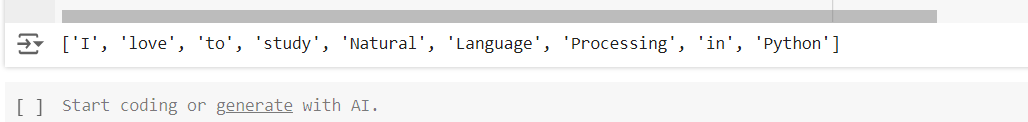 ['I', 'love', 'to', 'study', 'Natural', 'Language', 'Processing', 'in', 'Python']
[ ] Start coding or generate with AI.